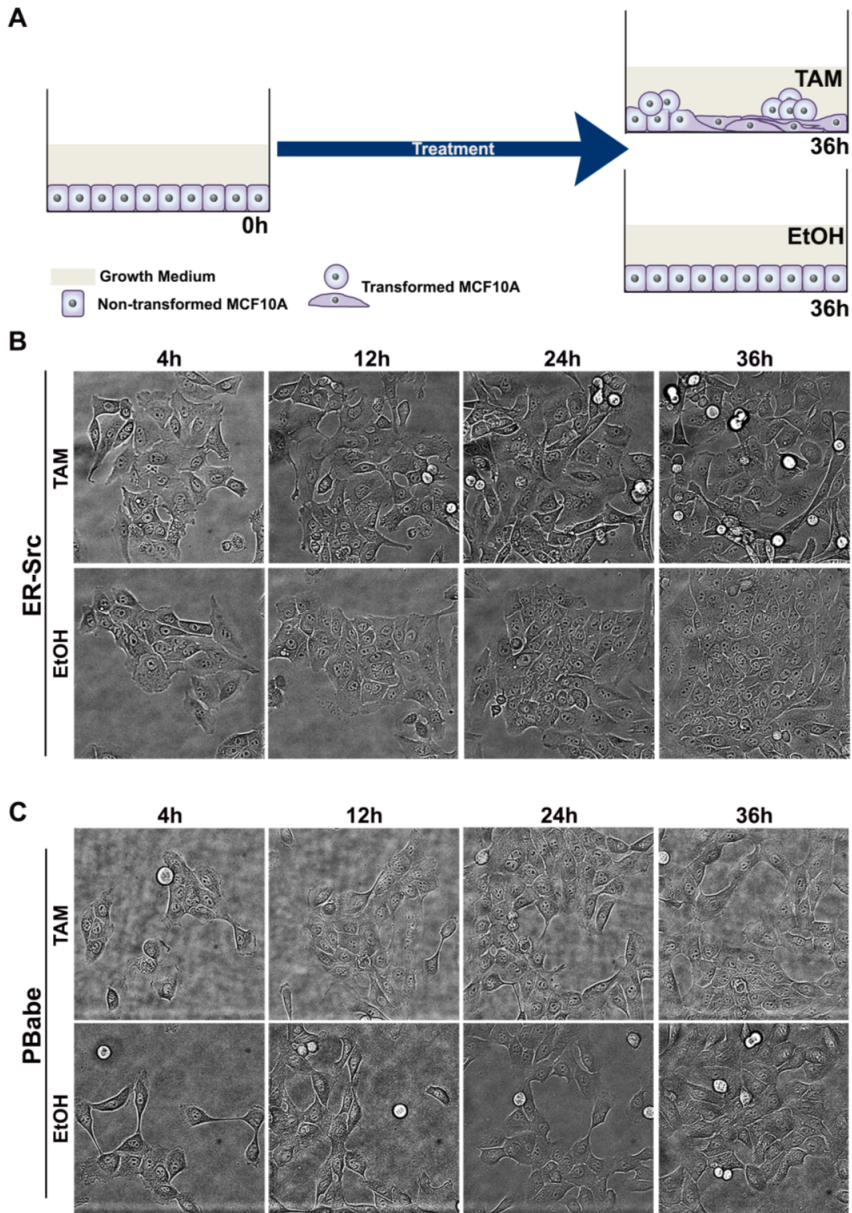 A
TAM
36h
Treatment
0h
EtOH
36h
Growth Medium
Non-transformed MCF10A
Transformed MCF10A
B
4h 12h 24h 36h
ER-Src
TAM
EtOH
C
4h 12h 24h 36h
PBabe
TAM
EtOH